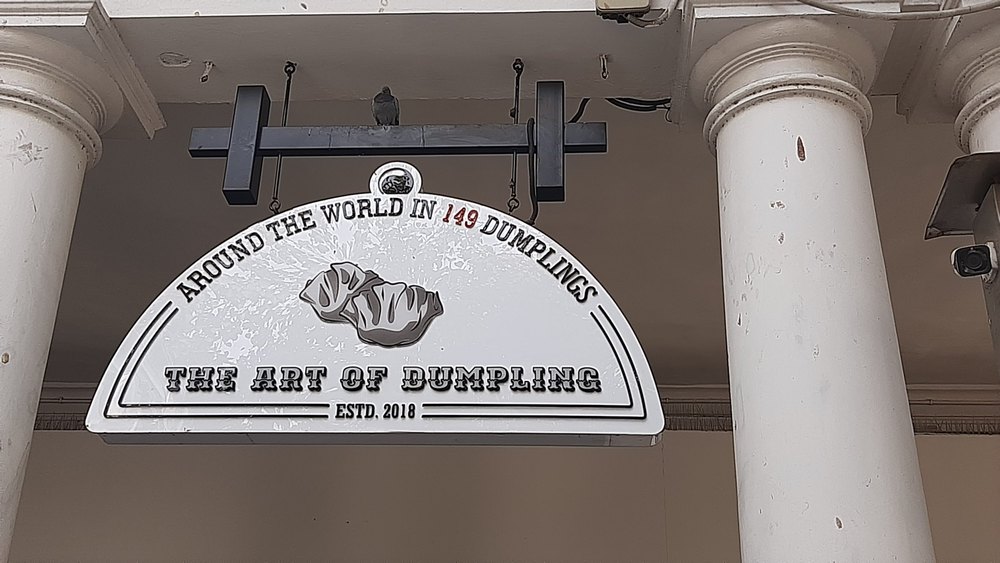 AROUND THE WORLD IN 149 DUMPLINGS
THE ART OF DUMPLING
ESTD. 2018